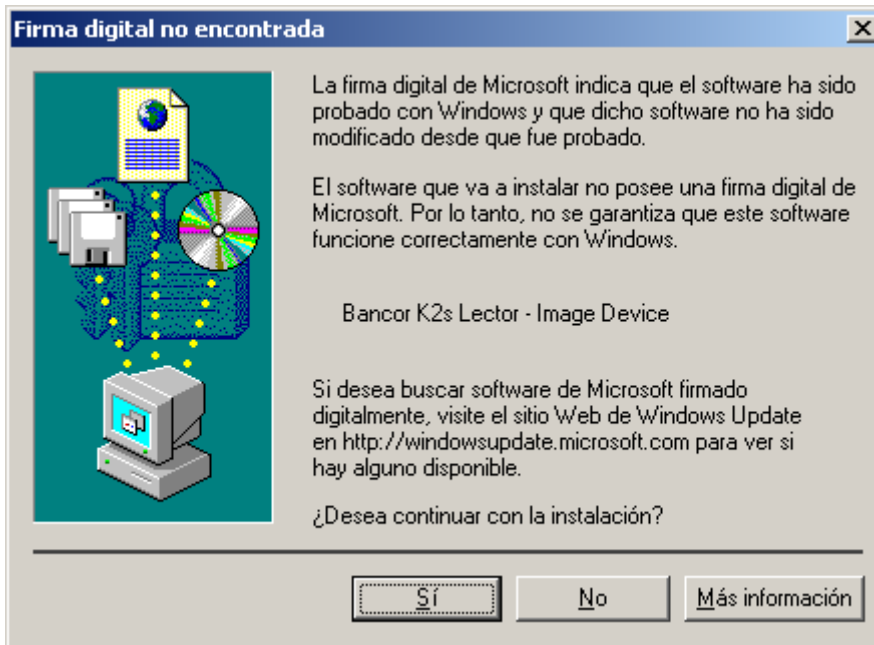 Firma digital no encontrada
La firma digital de Microsoft indica que el software ha sido
probado con Windows y que dicho software no ha sido
modificado desde que fue probado.
El software que va a instalar no posee una firma digital de
Microsoft. Por lo tanto, no se garantiza que este software
funcione correctamente con Windows.
Bancor K2s Lector - Image Device
Si desea buscar software de Microsoft firmado
digitalmente, visite el sitio Web de Windows Update
en http://windowsupdate.microsoft.com para ver si
hay alguno disponible.
¿Desea continuar con la instalación?
Sí No Más información